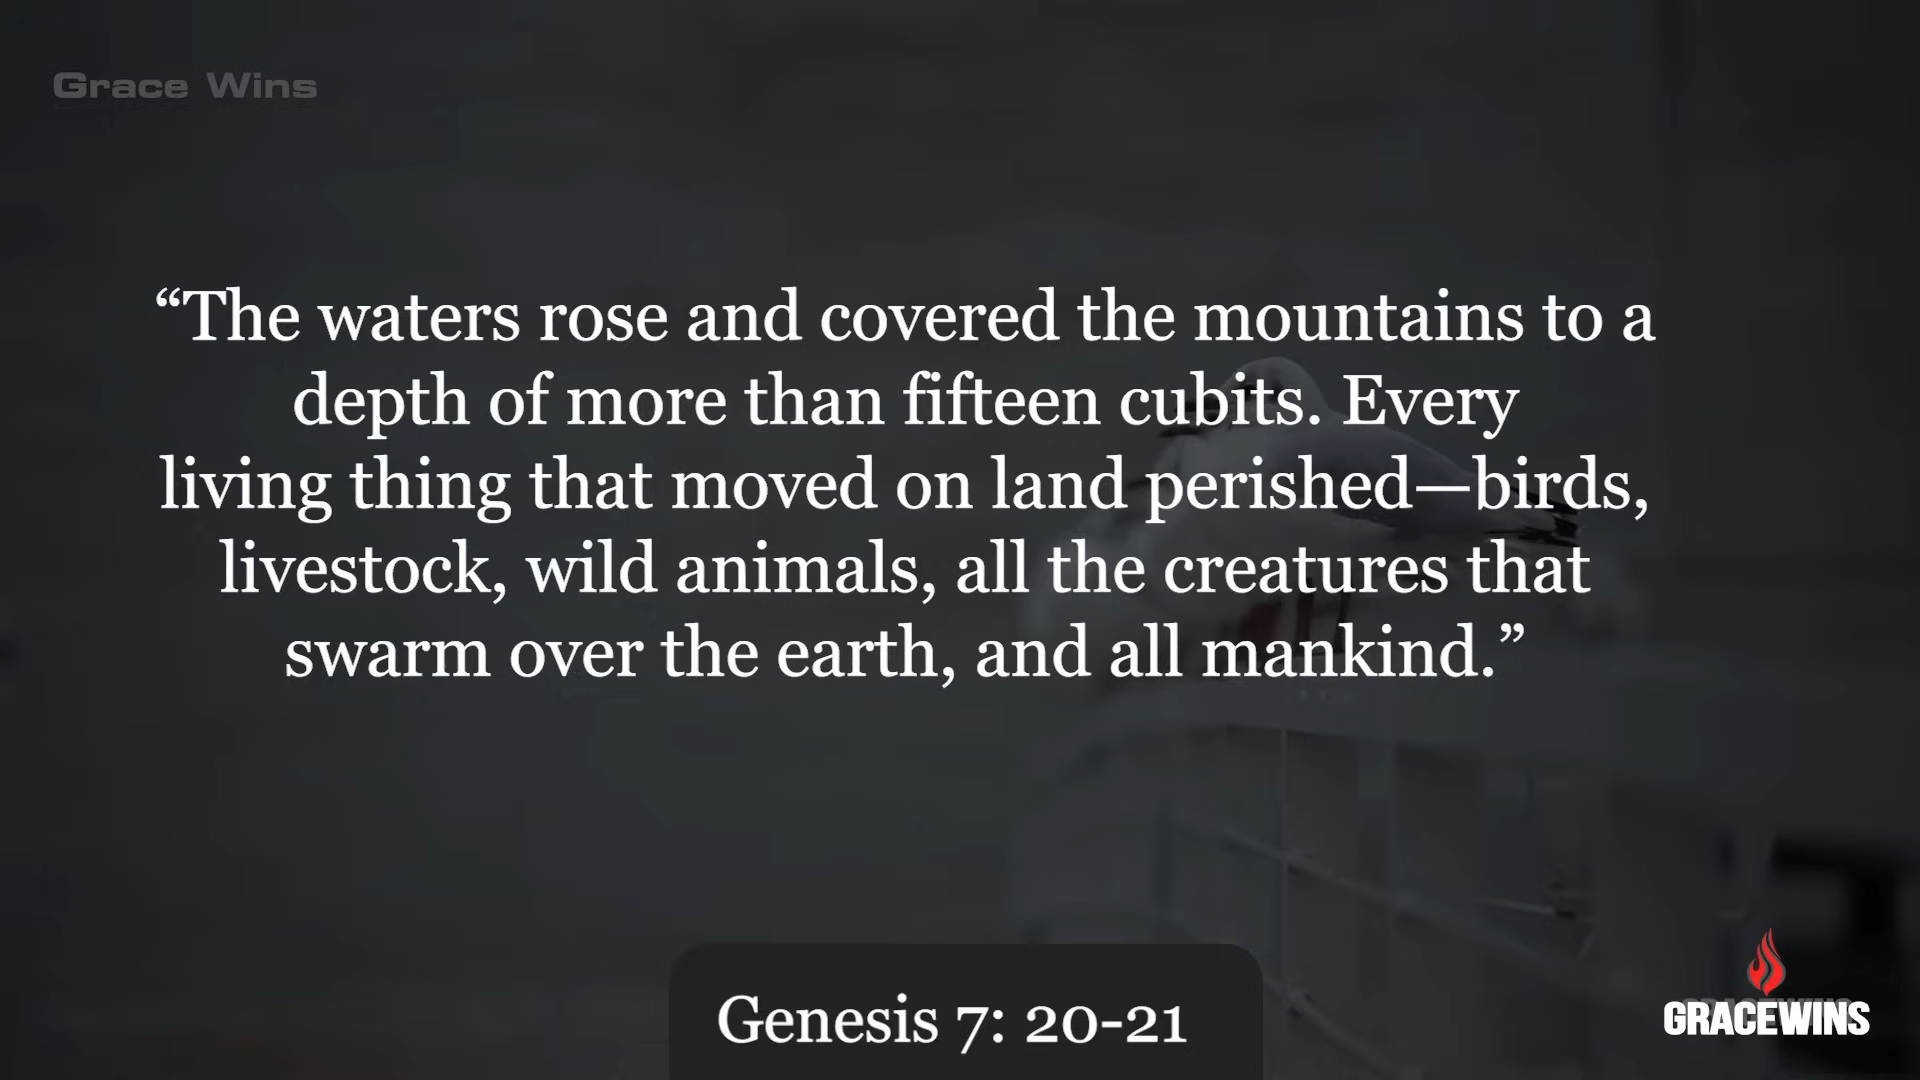 Grace Wins
“The waters rose and covered the mountains to a
depth of more than fifteen cubits. Every
living thing that moved on land perished—birds,
livestock, wild animals, all the creatures that
swarm over the earth, and all mankind.”
Genesis 7: 20-21
GRACEWINS